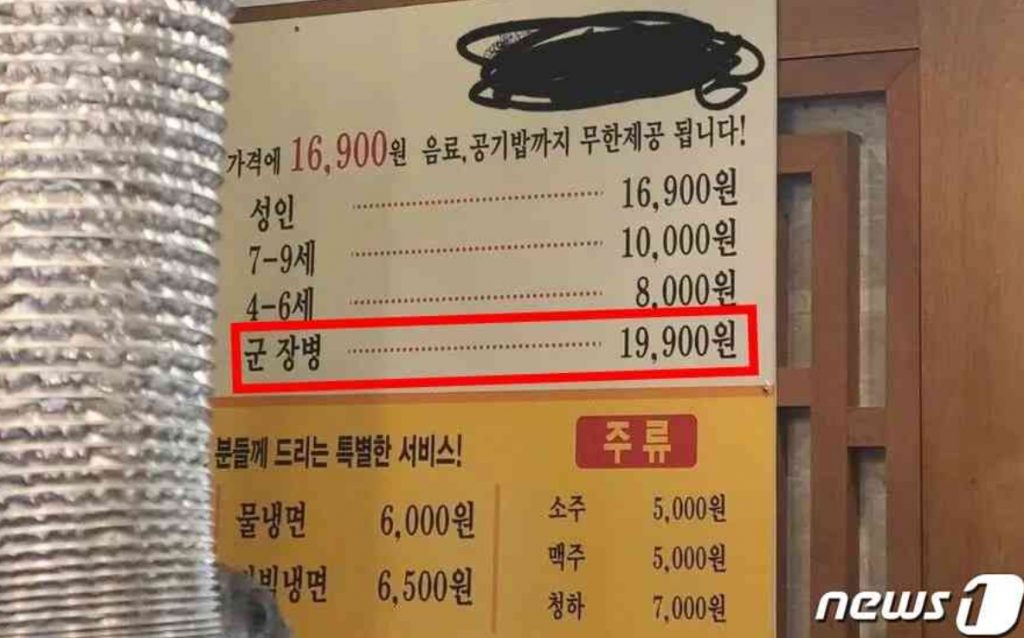 가격에 16,900원 음료,공기밥까지 무한제공 됩니다!
성인 16,900원
7-9세 10,000원
4-6세 8,000원
군 장병 19,900원
분들께 드리는 특별한 서비스!
물냉면 6,000원
빔냉면 6,500원
주류
소주 5,000원
맥주 5,000원
청하 7,000원
news1